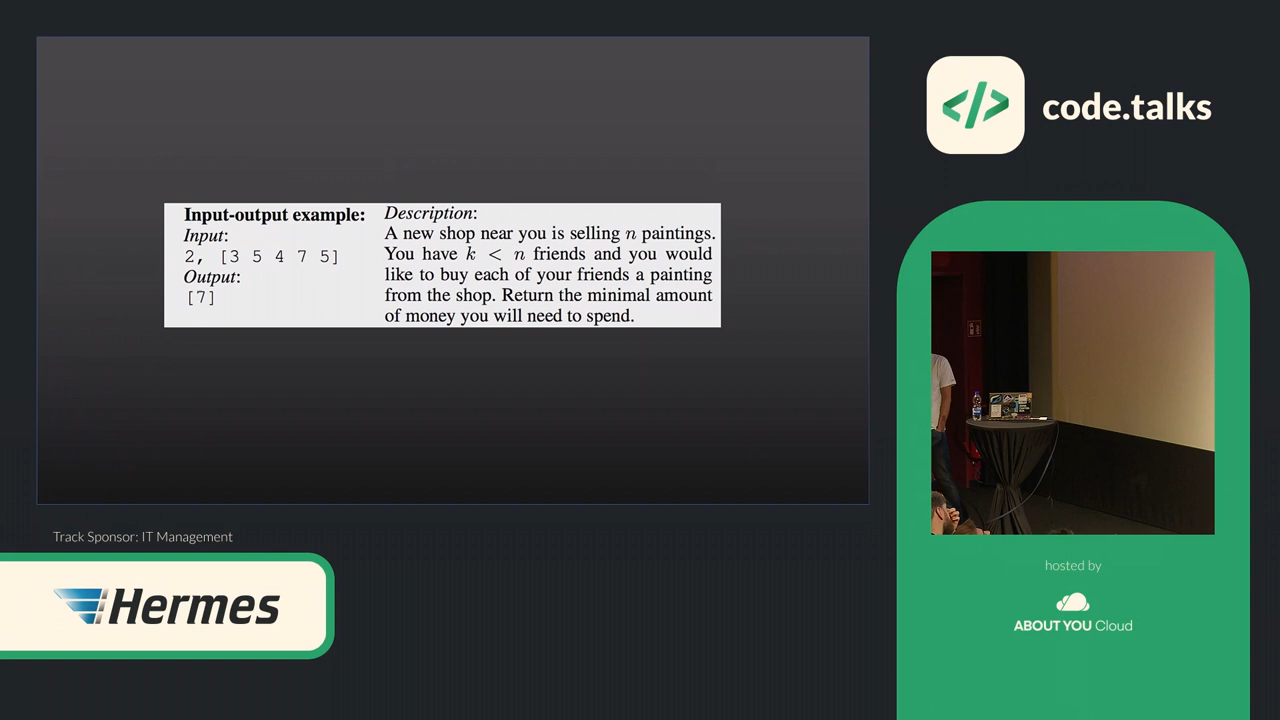 Input-output example:
Input:
2, [3 5 4 7 5]
Output:
[7]
Description:
A new shop near you is selling n paintings.
You have k < n friends and you would
like to buy each of your friends a painting
from the shop. Return the minimal amount
of money you will need to spend.
</>
code.talks
Track Sponsor: IT Management
Hermes
hosted by
ABOUT YOU Cloud